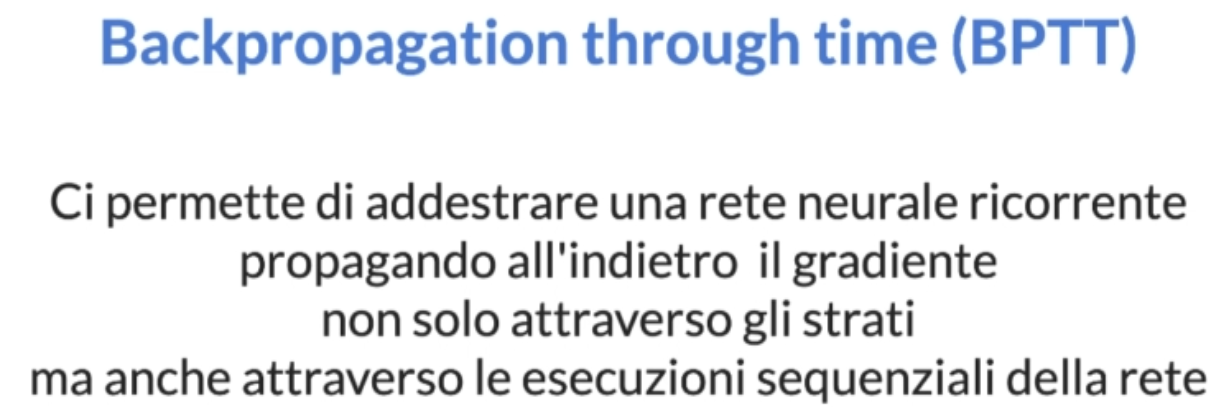 Backpropagation through time (BPTT)
Ci permette di addestrare una rete neurale ricorrente
propagando all'indietro il gradiente
non solo attraverso gli strati
ma anche attraverso le esecuzioni sequenziali della rete